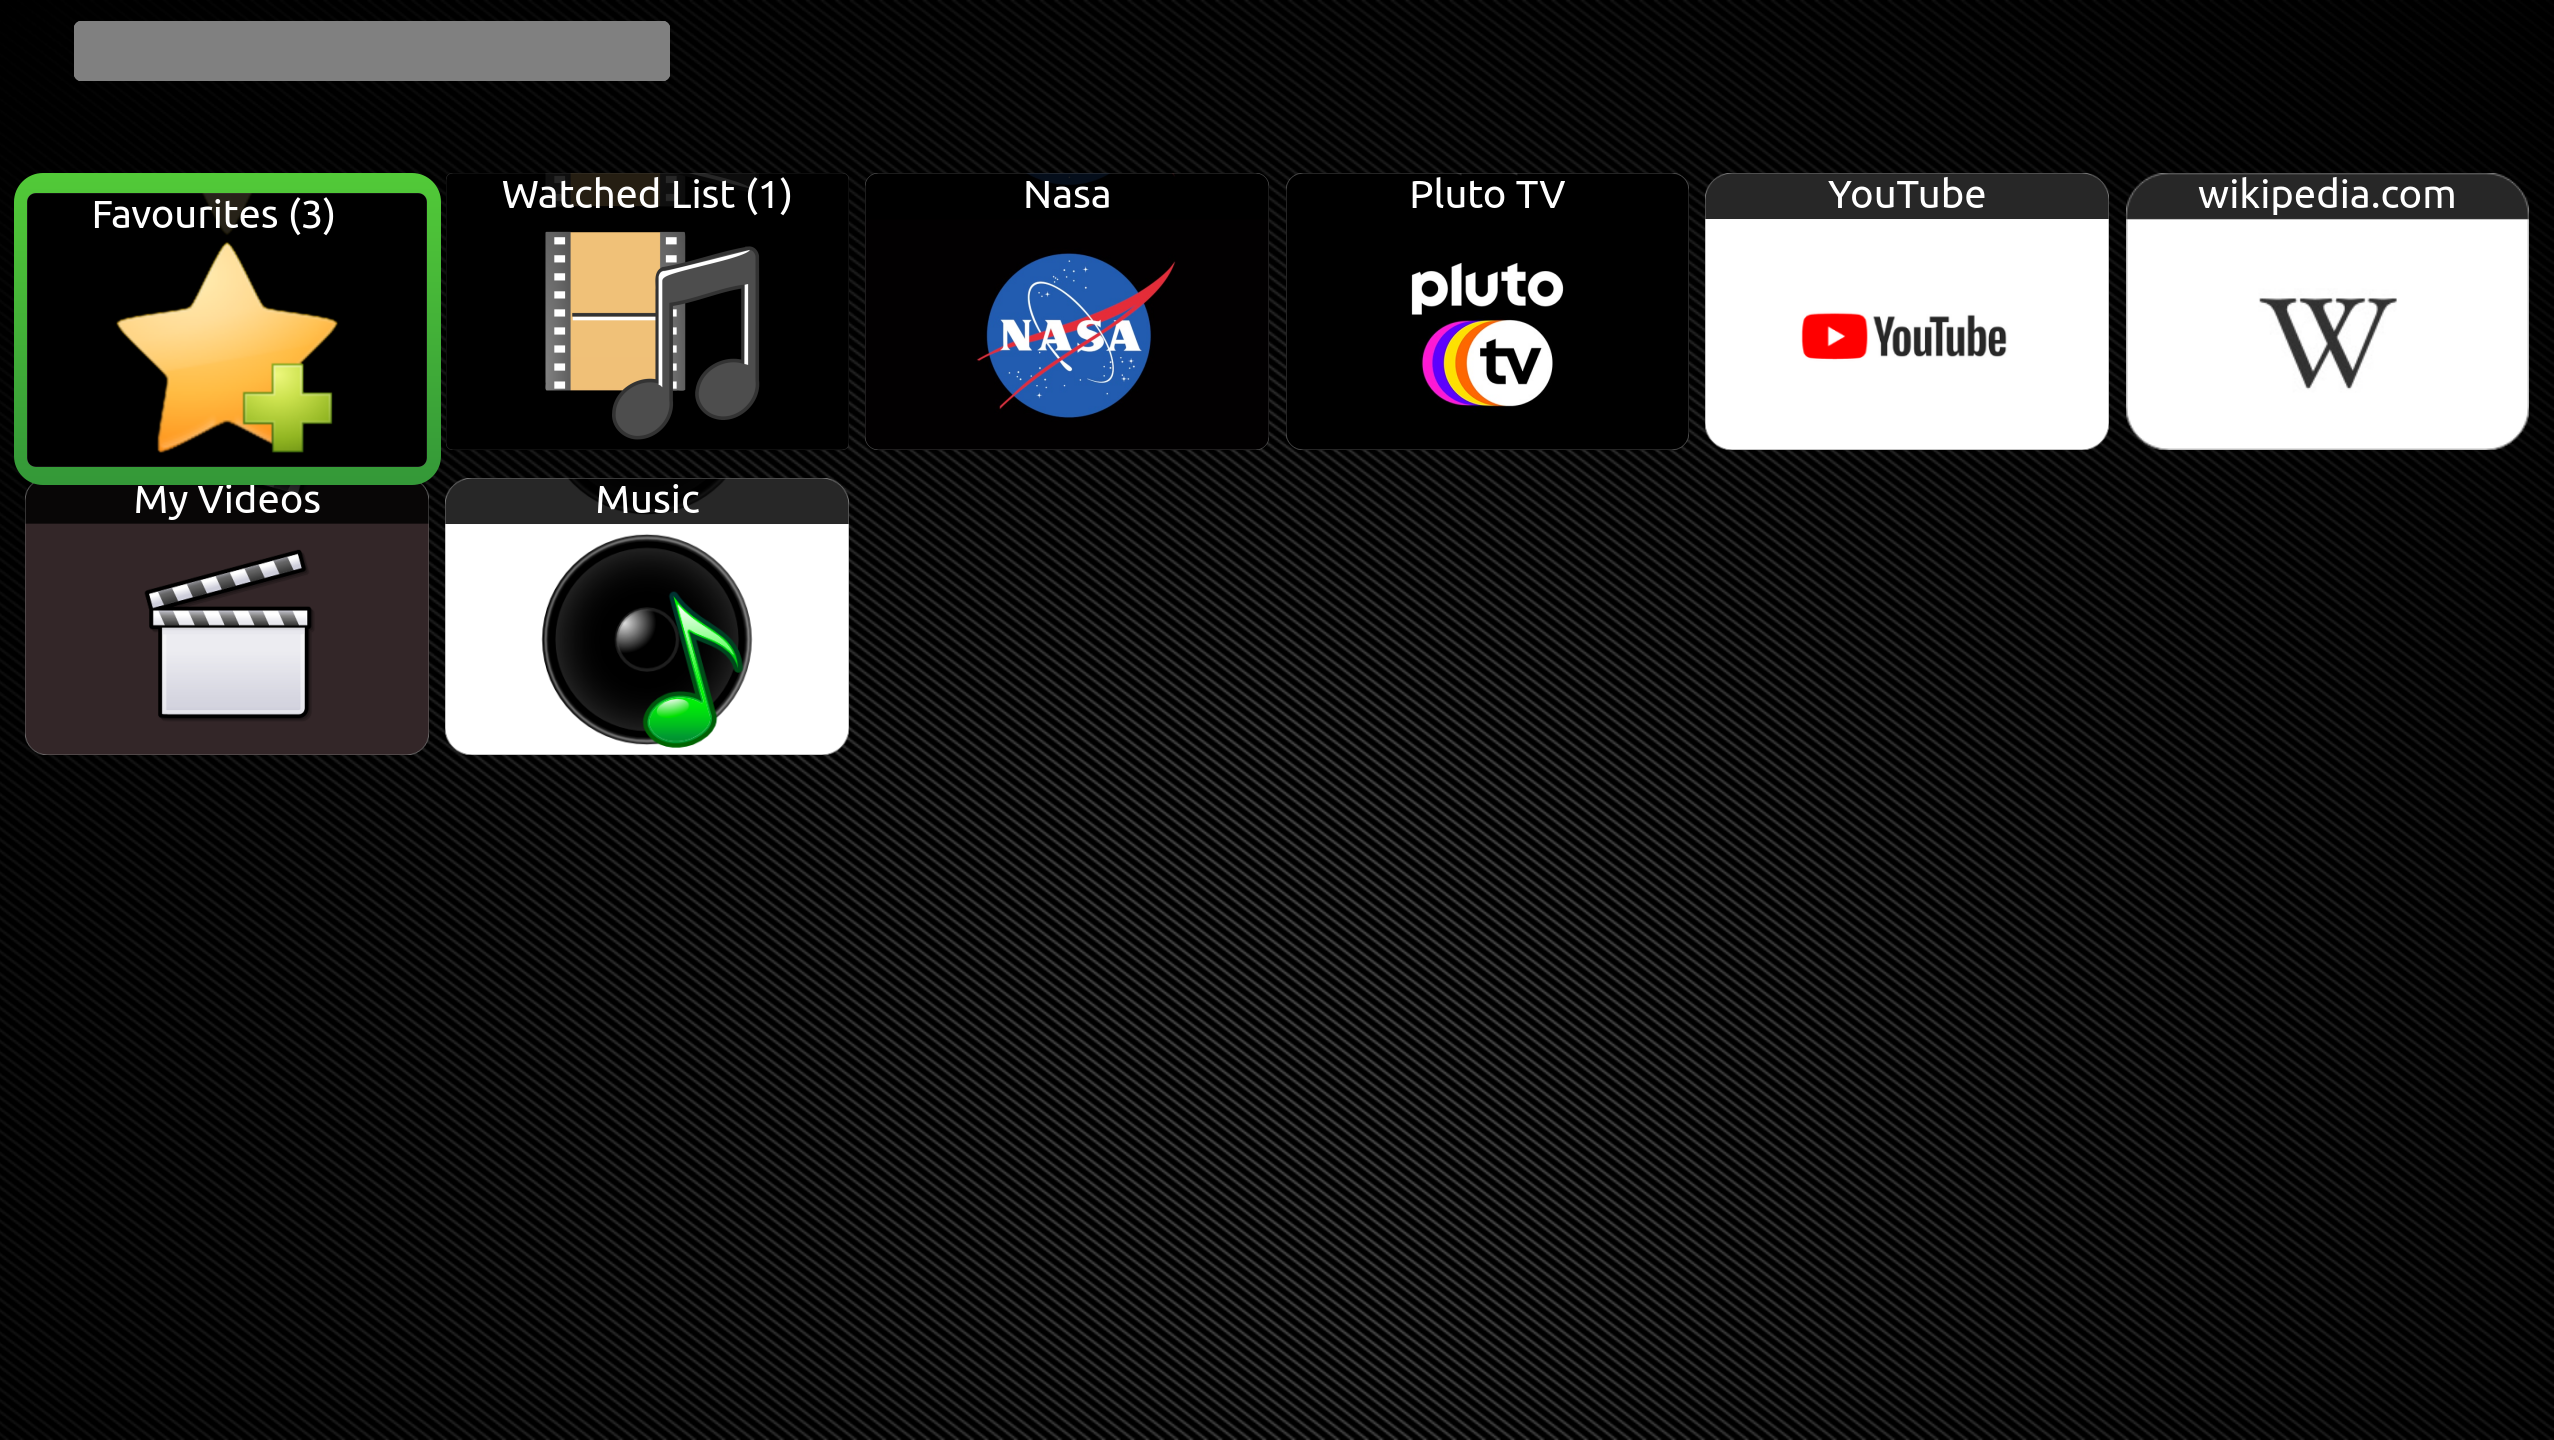 Favourites (3)
Watched List (1)
Nasa
Pluto TV
YouTube
wikipedia.com
NASA
pluto
tv
YouTube
W
My Videos
Music